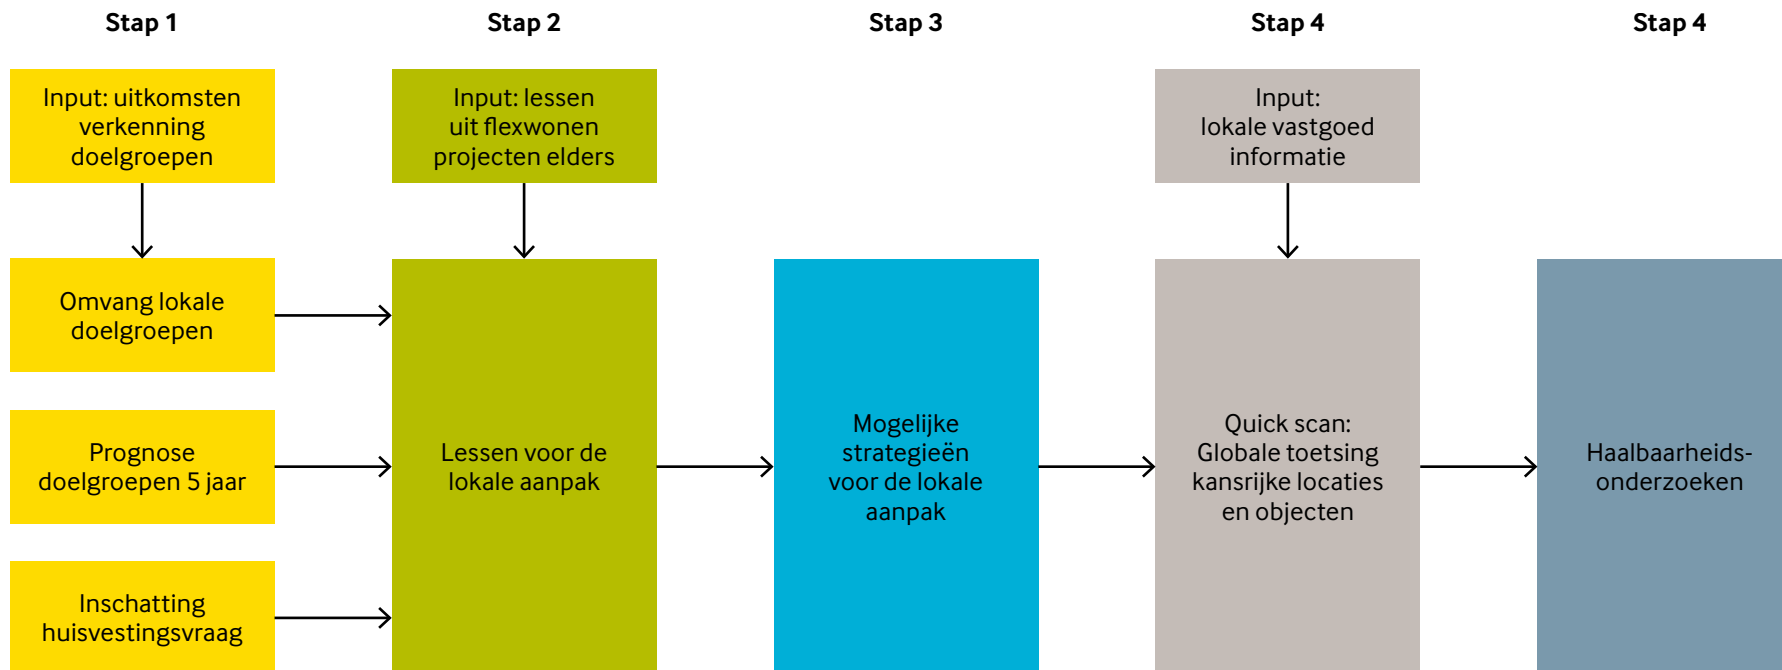 Stap 1
Stap 2
Stap 3
Stap 4
Stap 4
Input: uitkomsten
verkenning
doelgroepen
Input: lessen
uit flexwonen
projecten elders
Input:
lokale vastgoed
informatie
Omvang lokale
doelgroepen
Prognose
doelgroepen 5 jaar
Inschatting
huisvestingsvraag
Lessen voor de
lokale aanpak
Mogelijke
strategieën
voor de lokale
aanpak
Quick scan:
Globale toetsing
kansrijke locaties
en objecten
Haalbaarheids-
onderzoeken